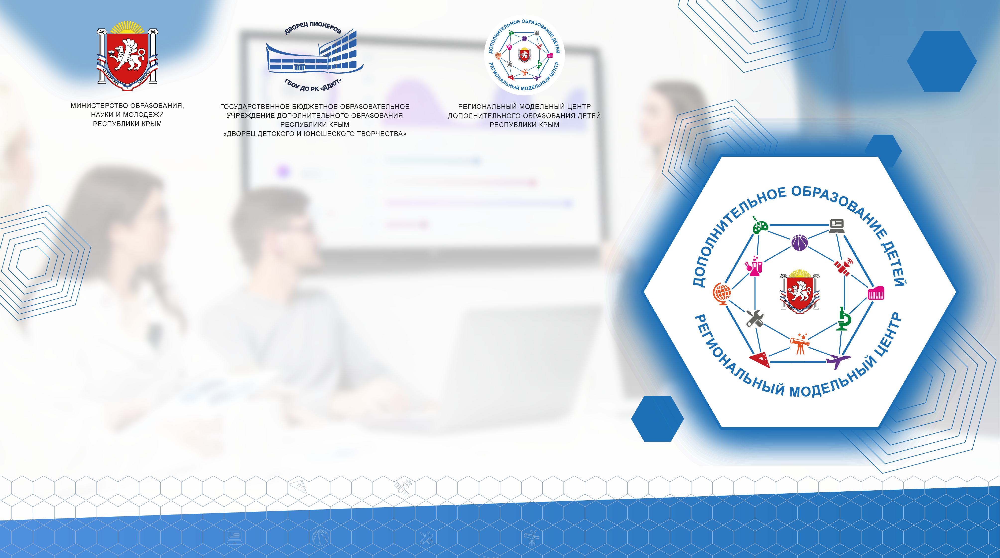 МИНИСТЕРСТВО ОБРАЗОВАНИЯ,
НАУКИ И МОЛОДЕЖИ
РЕСПУБЛИКИ КРЫМ
ПРОЦВЕТАНИЕ
В
ЕДИНСТВЕ
ДВОРЕЦ ПИОНЕРОВ
ГБОУ ДО РК «ДДЮТ»
ГОСУДАРСТВЕННОЕ БЮДЖЕТНОЕ ОБРАЗОВАТЕЛЬНОЕ
УЧРЕЖДЕНИЕ ДОПОЛНИТЕЛЬНОГО ОБРАЗОВАНИЯ
РЕСПУБЛИКИ КРЫМ
«ДВОРЕЦ ДЕТСКОГО И ЮНОШЕСКОГО ТВОРЧЕСТВА»
ДОПОЛНИТЕЛЬНОЕ ОБРАЗОВАНИЕ ДЕТЕЙ
РЕГИОНАЛЬНЫЙ МОДЕЛЬНЫЙ ЦЕНТР
РЕГИОНАЛЬНЫЙ МОДЕЛЬНЫЙ ЦЕНТР
ДОПОЛНИТЕЛЬНОГО ОБРАЗОВАНИЯ ДЕТЕЙ
РЕСПУБЛИКИ КРЫМ
ДОПОЛНИТЕЛЬНОЕ ОБРАЗОВАНИЕ ДЕТЕЙ
ПРОЦВЕТАНИЕ
В
ЕДИНСТВЕ
РЕГИОНАЛЬНЫЙ МОДЕЛЬНЫЙ ЦЕНТР